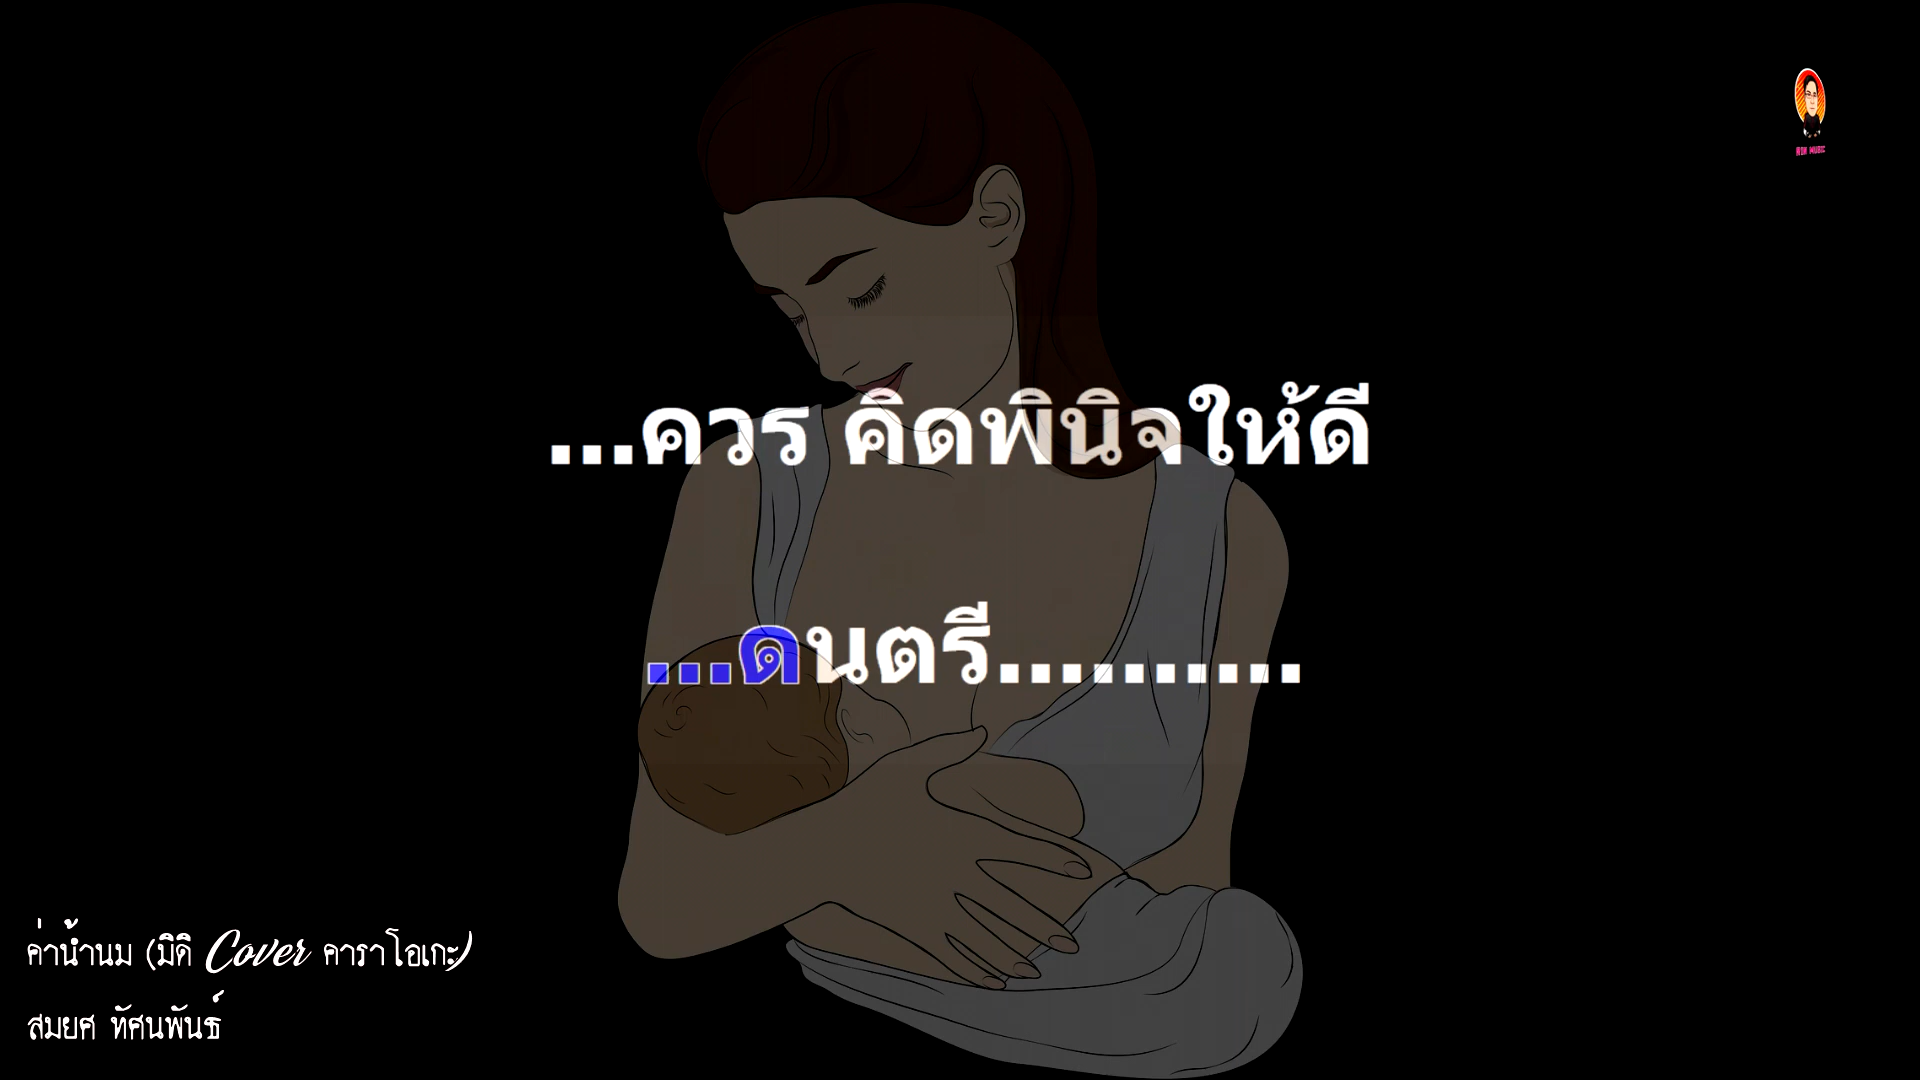 ...ควร คิดพินิจให้ดี
...ดนตรี..........
ค่าน้ำนม (มิดิ Cover คาราโอเกะ)
สมยศ ทัศนพันธ์